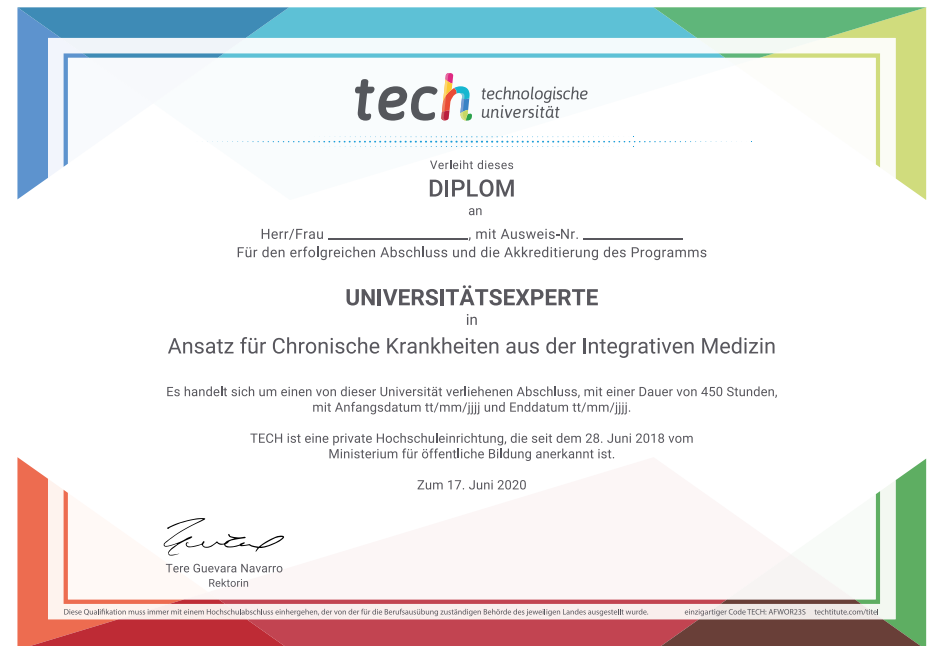 tech technologische
universität
Verleiht dieses
DIPLOM
an
Herr/Frau ____________________, mit Ausweis-Nr. ______________
Für den erfolgreichen Abschluss und die Akkreditierung des Programms
UNIVERSITÄTSEXPERTE
in
Ansatz für Chronische Krankheiten aus der Integrativen Medizin
Es handelt sich um einen von dieser Universität verliehenen Abschluss, mit einer Dauer von 450 Stunden,
mit Anfangsdatum tt/mm/jjjj und Enddatum tt/mm/jjjj.
TECH ist eine private Hochschuleinrichtung, die seit dem 28. Juni 2018 vom
Ministerium für öffentliche Bildung anerkannt ist.
Zum 17. Juni 2020
Tere Guevara Navarro
Rektorin
Diese Qualifikation muss immer mit einem Hochschulabschluss einhergehen, der von der für die Berufsausübung zuständigen Behörde des jeweiligen Landes ausgestellt wurde. einzigartiger Code TECH: AFWOR23S techtitute.com/titel